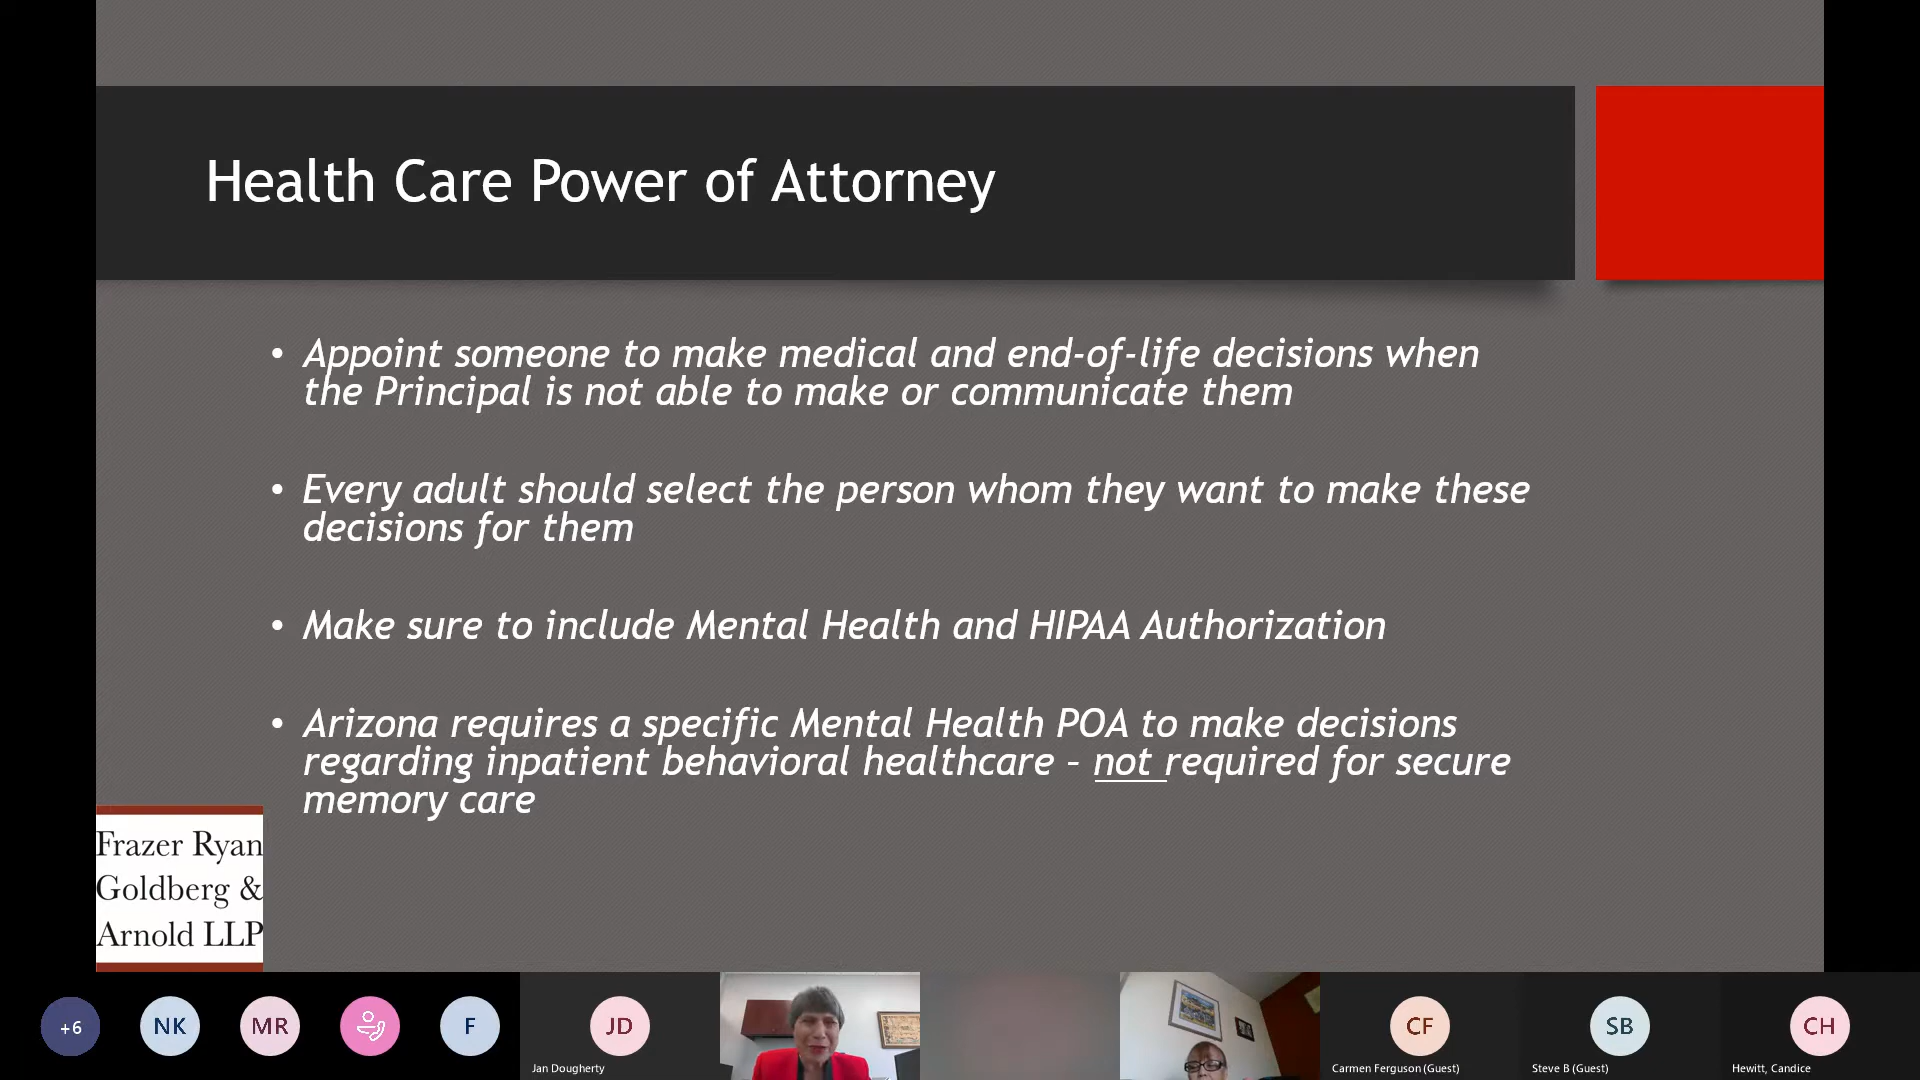 Health Care Power of Attorney
• Appoint someone to make medical and end-of-life decisions when
the Principal is not able to make or communicate them
• Every adult should select the person whom they want to make these
decisions for them
• Make sure to include Mental Health and HIPAA Authorization
• Arizona requires a specific Mental Health POA to make decisions
regarding inpatient behavioral healthcare – not required for secure
memory care
Frazer Ryan
Goldberg &
Arnold LLP
+6
NK
MR
F
JD
CF
SB
CH
Jan Dougherty
Carmen Ferguson (Guest)
Steve B (Guest)
Hewitt, Candice